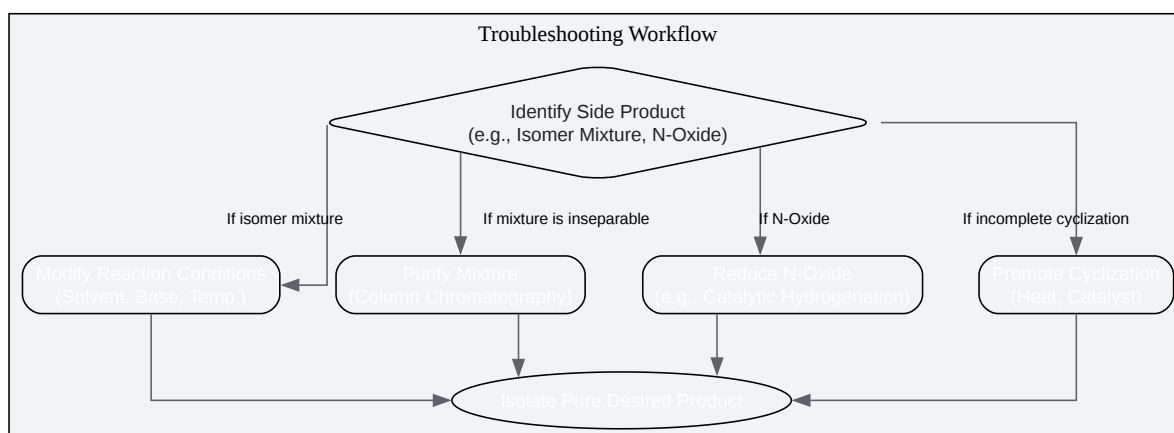 Troubleshooting Workflow
Identify Side Product
(e.g., Isomer Mixture, N-Oxide)
If isomer mixture
If mixture is inseparable
If N-Oxide
If incomplete cyclization
Modify Reaction Conditions
(Solvent, Base, Temp.)
Purify Mixture
(Column Chromatography)
Reduce N-Oxide
(e.g., Catalytic Hydrogenation)
Promote Cyclization
(Heat, Catalyst)
Isolate Pure Desired Product